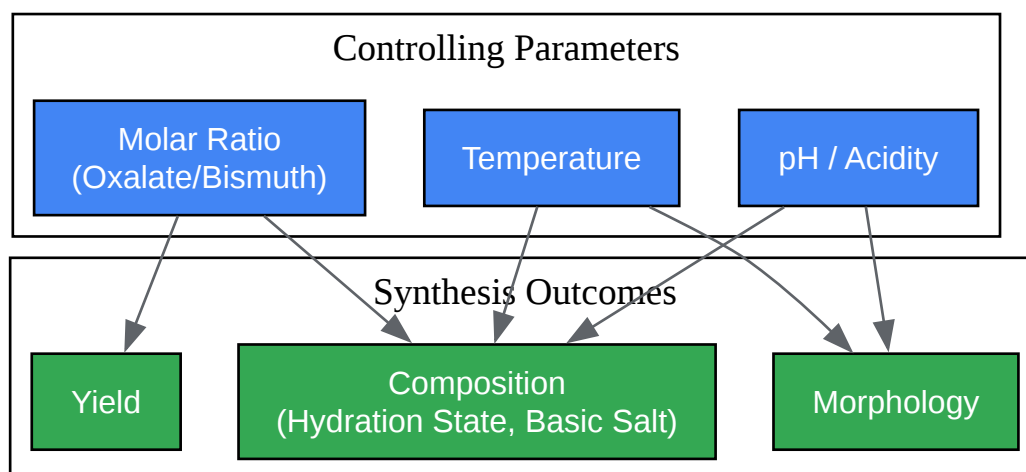 Controlling Parameters
Molar Ratio
(Oxalate/Bismuth)
Temperature
pH / Acidity
Synthesis Outcomes
Yield
Composition
(Hydration State, Basic Salt)
Morphology